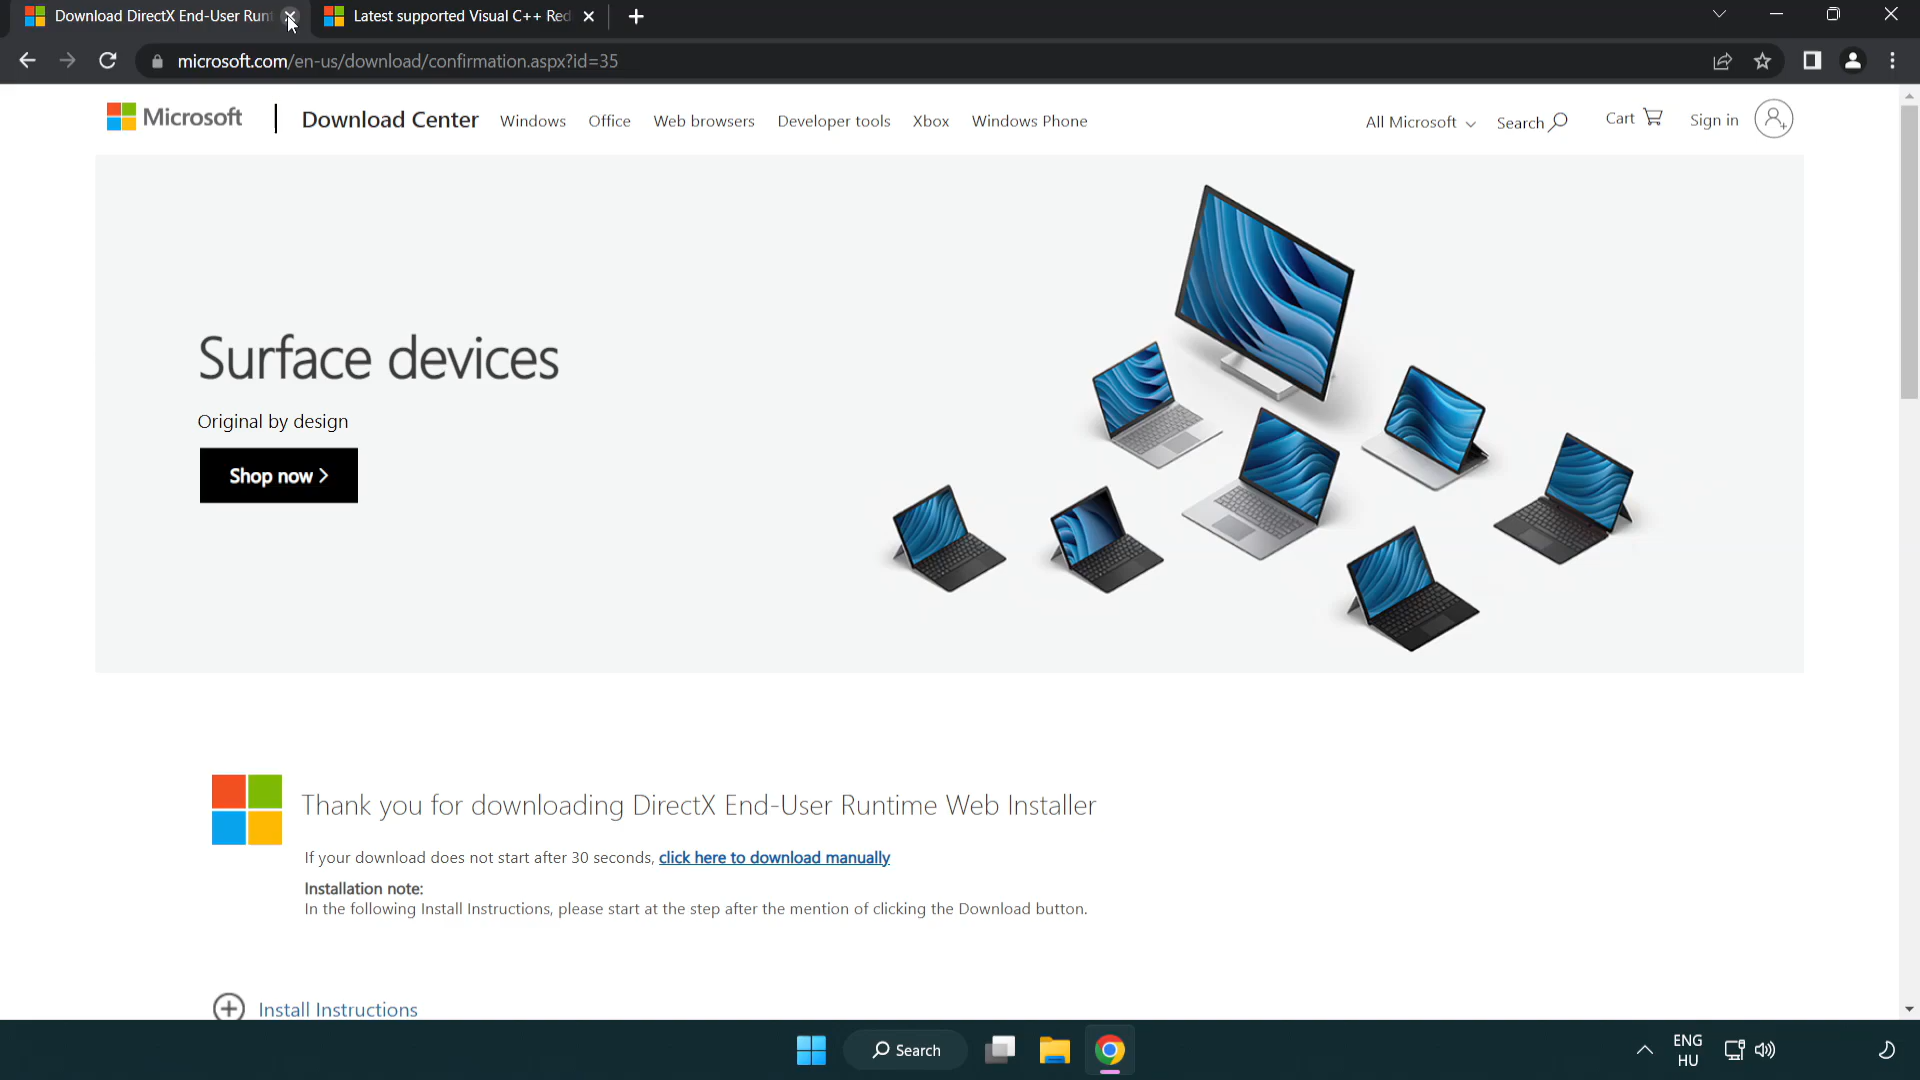 Download DirectX End-User Runt
Latest supported Visual C++ Red
microsoft.com/en-us/download/confirmation.aspx?id=35
Microsoft
Download Center
Windows
Office
Web browsers
Developer tools
Xbox
Windows Phone
All Microsoft
Search
Cart
Sign in
Surface devices
Original by design
Shop now >
Thank you for downloading DirectX End-User Runtime Web Installer
If your download does not start after 30 seconds, click here to download manually
Installation note:
In the following Install Instructions, please start at the step after the mention of clicking the Download button.
Install Instructions
Search
ENG
HU